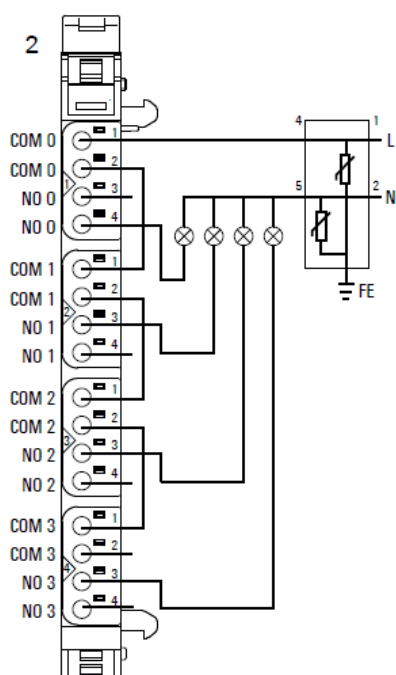 2
COM 0 1 4 1 L
COM 0 2
1
NO 0 3 5 2 N
NO 0 4
COM 1 1
COM 1 2 FE
2
NO 1 3
NO 1 4
COM 2 1
COM 2 2
3
NO 2 3
NO 2 4
COM 3 1
COM 3 2
4
NO 3 3
NO 3 4